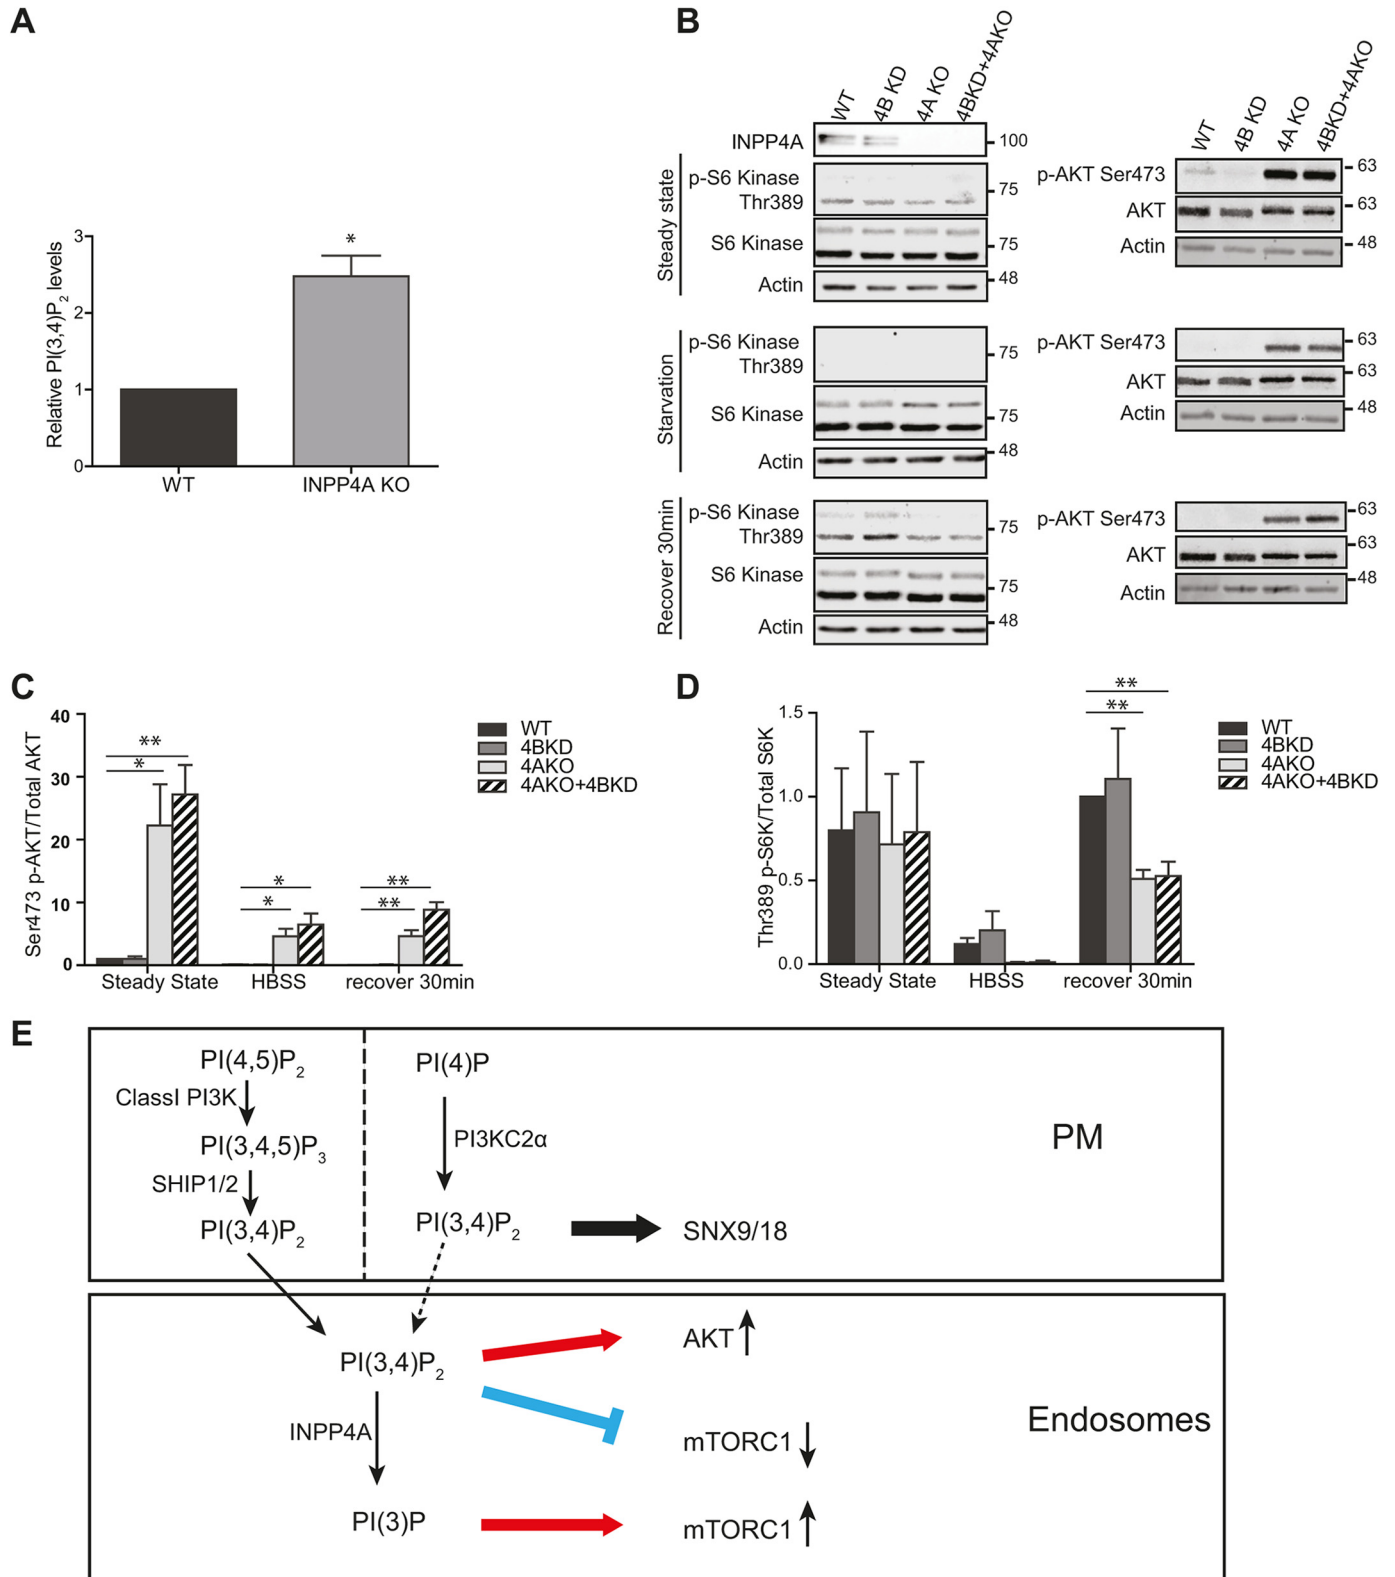 A
3
2
1
0
Relative PI(3,4)P2 levels
*
WT
INPP4A KO
B
WT
4B KD
4A KO
4BKD+4AKO
Steady state
INPP4A
100
p-S6 Kinase
Thr389
75
S6 Kinase
75
Actin
48
WT
4B KD
4A KO
4BKD+4AKO
p-AKT Ser473
63
AKT
63
Actin
48
Starvation
p-S6 Kinase
Thr389
75
S6 Kinase
75
Actin
48
p-AKT Ser473
63
AKT
63
Actin
48
Recover 30min
p-S6 Kinase
Thr389
75
S6 Kinase
75
Actin
48
p-AKT Ser473
63
AKT
63
Actin
48
C
Ser473 p-AKT/Total AKT
40
30
20
10
0
**
*
*
*
**
**
Steady State
HBSS
recover 30min
WT
4BKD
4AKO
4AKO+4BKD
D
Thr389 p-S6K/Total S6K
1.5
1.0
0.5
0.0
**
**
Steady State
HBSS
recover 30min
WT
4BKD
4AKO
4AKO+4BKD
E
PI(4,5)P2
ClassI PI3K
PI(3,4,5)P3
SHIP1/2
PI(3,4)P2
PI(4)P
PI3KC2α
PI(3,4)P2
SNX9/18
PM
PI(3,4)P2
INPP4A
PI(3)P
AKT
mTORC1
mTORC1
Endosomes